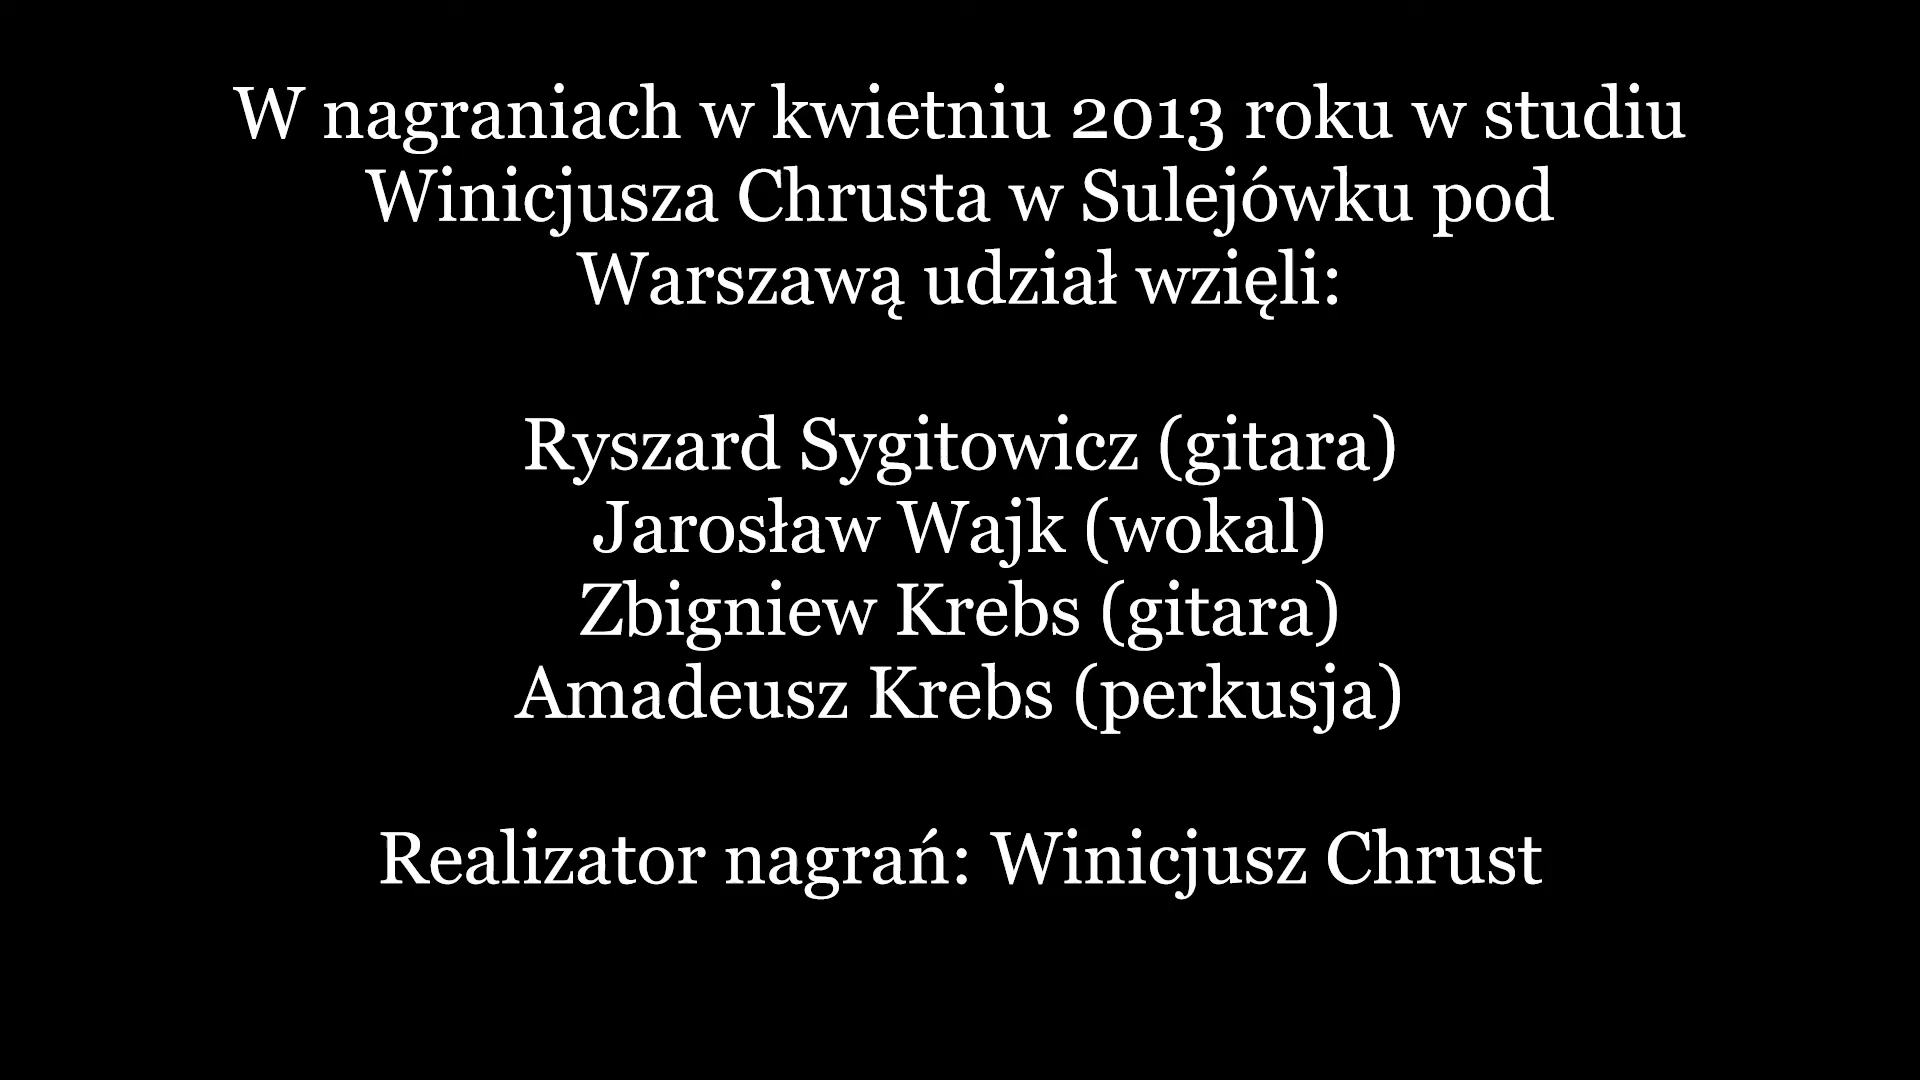 W nagraniach w kwietniu 2013 roku w studiu
Winicjusza Chrusta w Sulejówku pod
Warszawą udział wzięli:
Ryszard Sygitowicz (gitara)
Jarosław Wajk (wokal)
Zbigniew Krebs (gitara)
Amadeusz Krebs (perkusja)
Realizator nagrań: Winicjusz Chrust